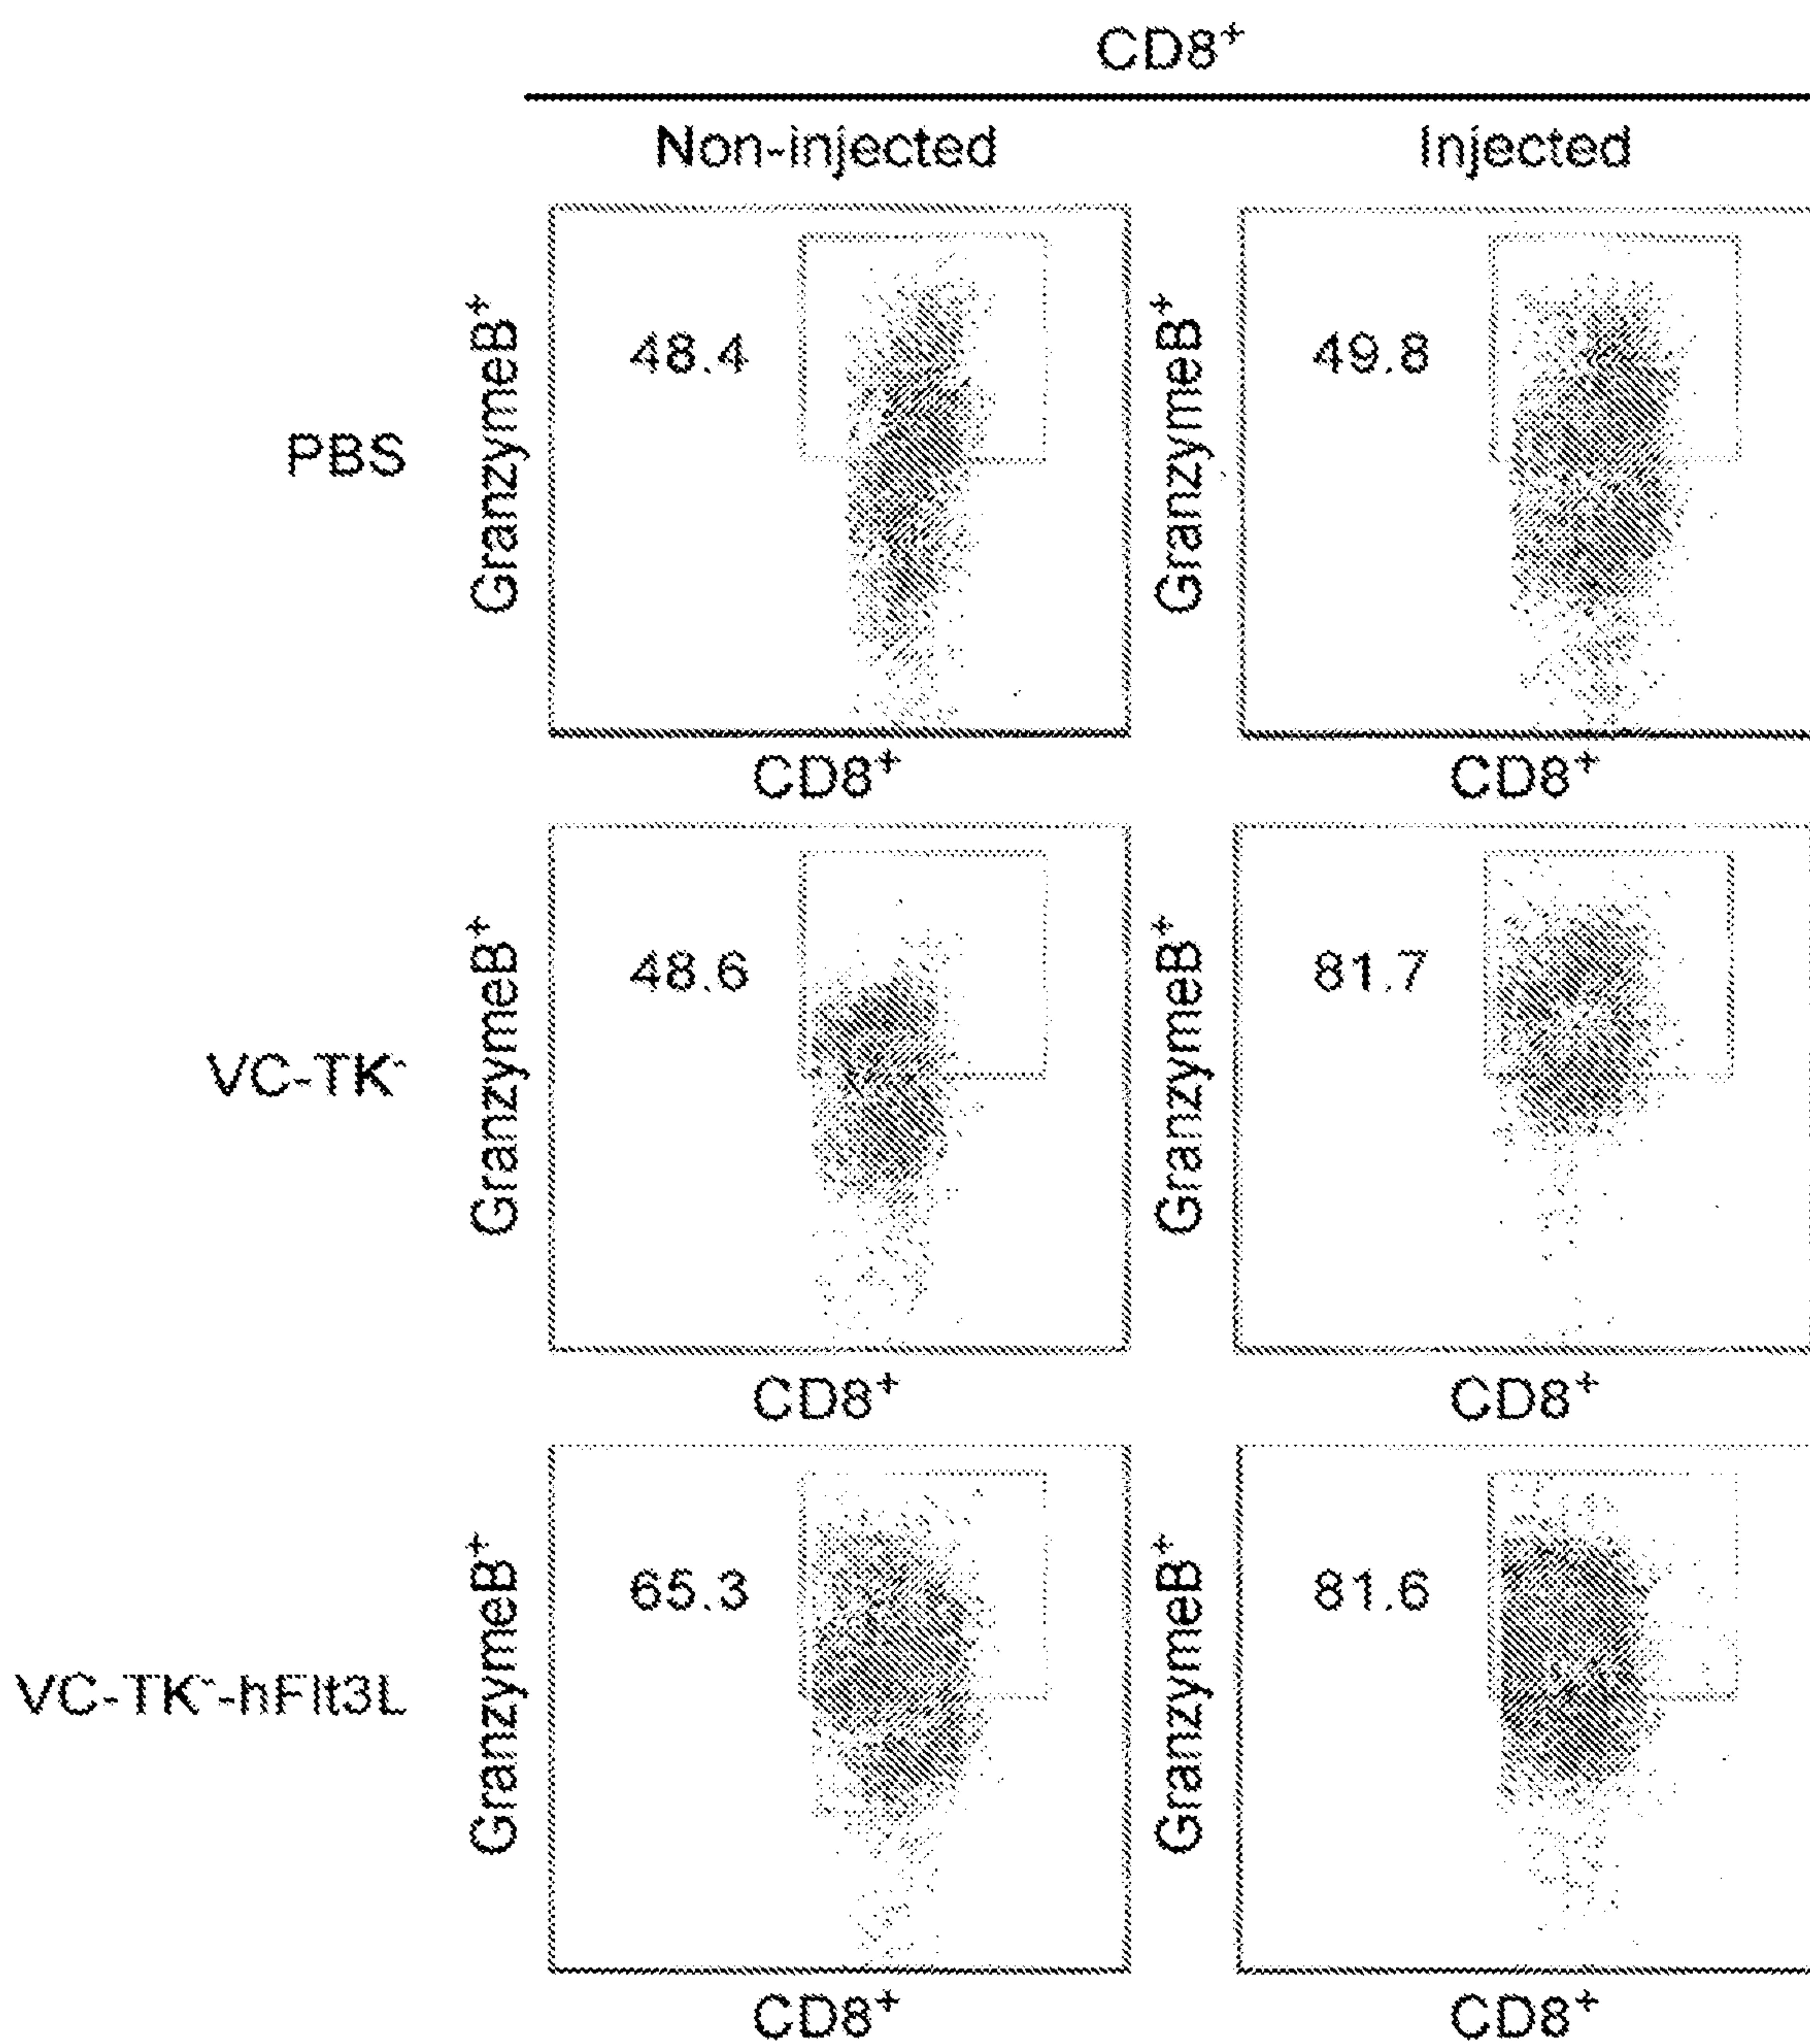 CD8⁺
Non-injected Injected
PBS
GranzymeB⁺
48.4
CD8⁺
GranzymeB⁺
49.8
CD8⁺
VC-TK⁻
GranzymeB⁺
48.6
CD8⁺
GranzymeB⁺
81.7
CD8⁺
VC-TK⁻-hFlt3L
GranzymeB⁺
65.3
CD8⁺
GranzymeB⁺
81.6
CD8⁺